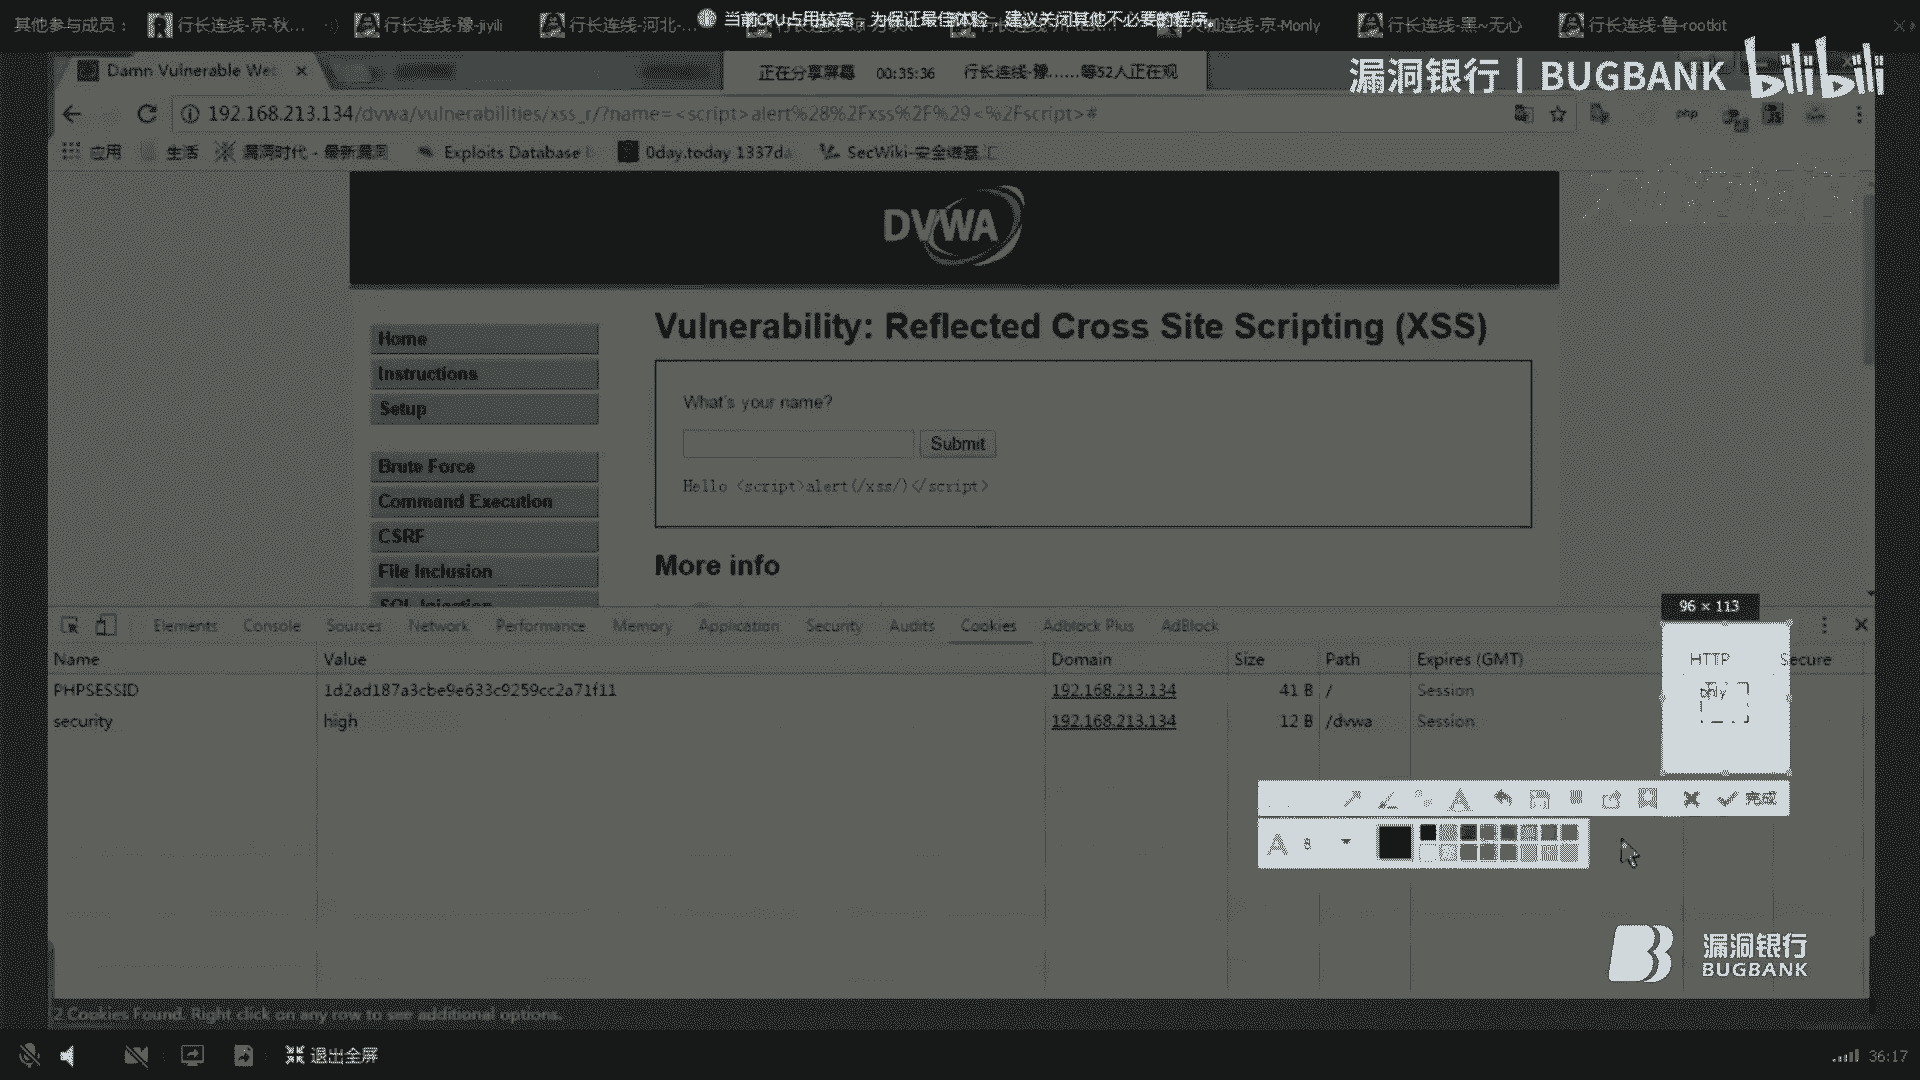 其他参与成员：
行长连线-京-秋...
行长连线-豫-jiyili
行长连线-河北-...
当前CPU占用较高，为保证最佳体验，建议关闭其他不必要的程序。
连线-京-Monly
行长连线-黑~无心
行长连线-鲁-rootkit
Damn Vulnerable We
正在分享屏幕 00:35:36 行长连线-豫......等52人正在观
漏洞银行 | BUGBANK bilibili
192.168.213.134/dvwa/vulnerabilities/xss_r/?name=<script>alert%28%2Fxss%2F%29<%2Fscript>#
php
应用 生活 漏洞时代 - 最新漏洞 Exploits Database 0day.today 1337d SecWiki-安全维基
DVWA
Vulnerability: Reflected Cross Site Scripting (XSS)
Home
Instructions
Setup
Brute Force
Command Execution
CSRF
File Inclusion
SQL Injection
What's your name?
Submit
Hello <script>alert(/xss/)</script>
More info
96 × 113
Elements Console Sources Network Performance Memory Application Security Audits Cookies Adblock Plus AdBlock
Name Value Domain Size Path Expires (GMT) HTTP Secure
only
PHPSESSID 1d2ad187a3cbe9e633c9259cc2a71f11 192.168.213.134 41 B / Session
security high 192.168.213.134 12 B /dvwa Session
完成
A 8
漏洞银行
BUGBANK
2 Cookies Found. Right click on any row to see additional options.
退出全屏
36:17